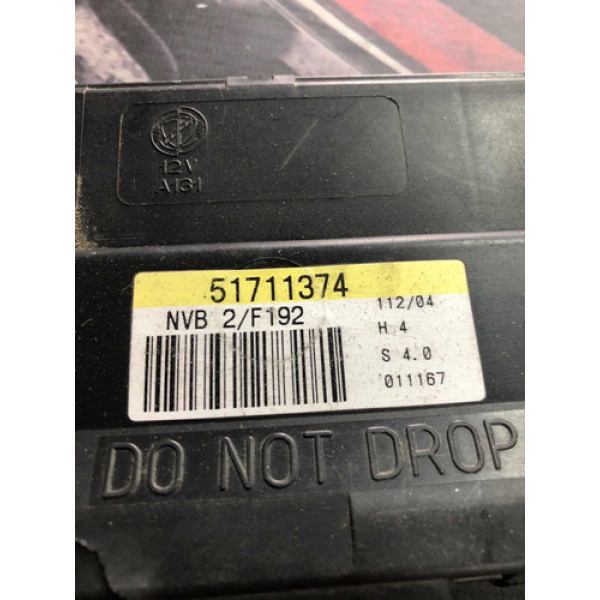 12V
A131
51711374
NVB 2/F192
112/04
H 4
S 4.0
011167
DO NOT DROP